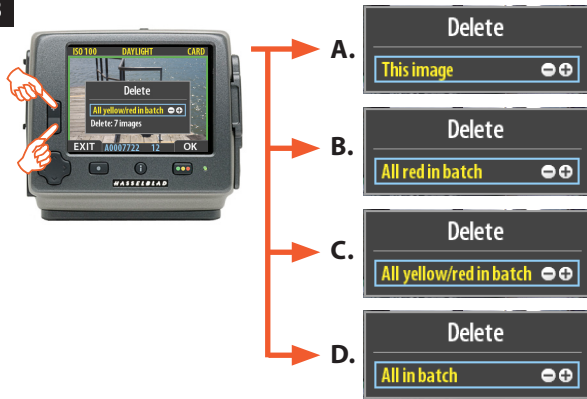 ISO 100 DAYLIGHT CARD
Delete
All yellow/red in batch
Delete: 7 images
EXIT A0007722 12 OK
HASSELBLAD
A.
Delete
This image
B.
Delete
All red in batch
C.
Delete
All yellow/red in batch
D.
Delete
All in batch